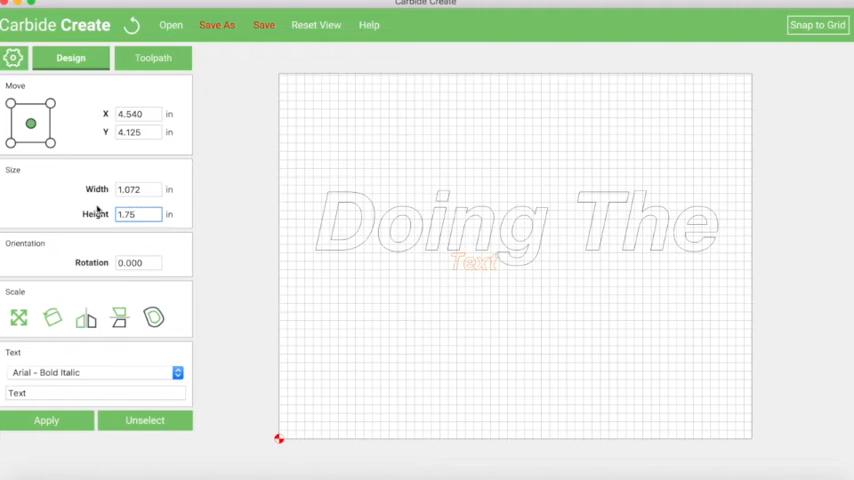 Carbide Create
Carbide Create Open Save As Save Reset View Help Snap to Grid
Design Toolpath
Move
X 4.540 in
Y 4.125 in
Size
Width 1.072 in
Height 1.75 in
Orientation
Rotation 0.000
Scale
Text
Arial - Bold Italic
Text
Apply Unselect
Doing The
Text